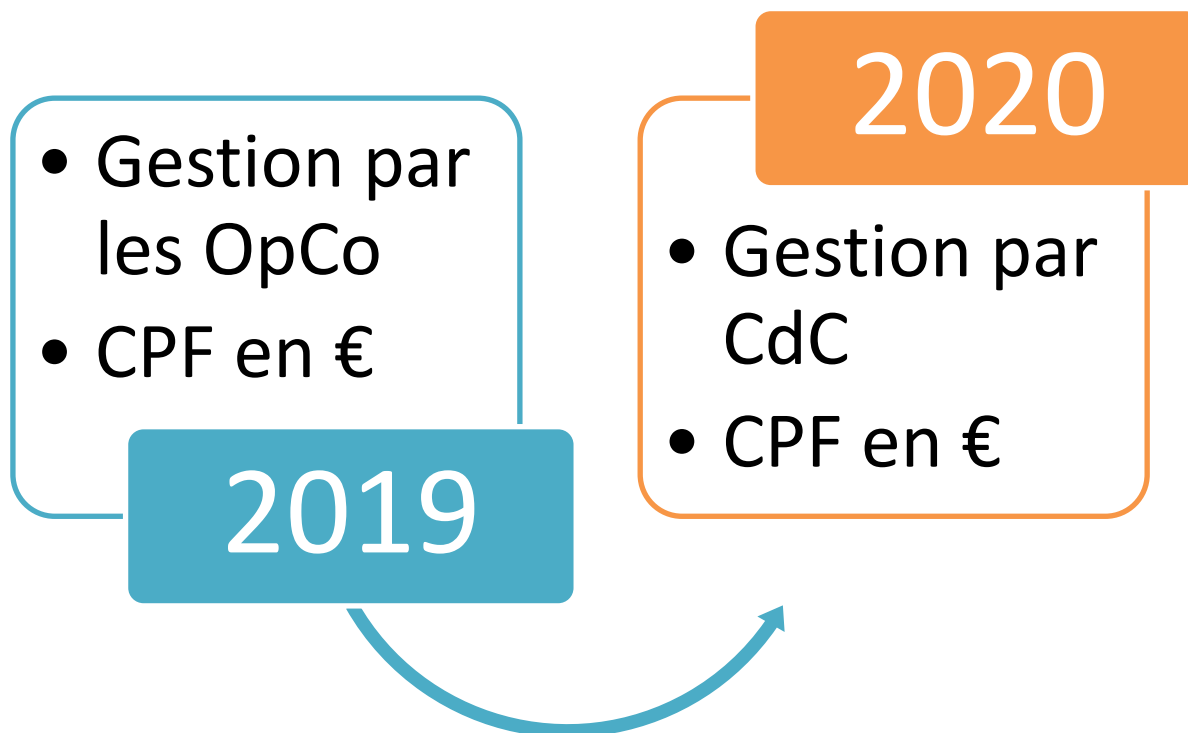 • Gestion par
les OpCo
• CPF en €
2019
2020
• Gestion par
CdC
• CPF en €